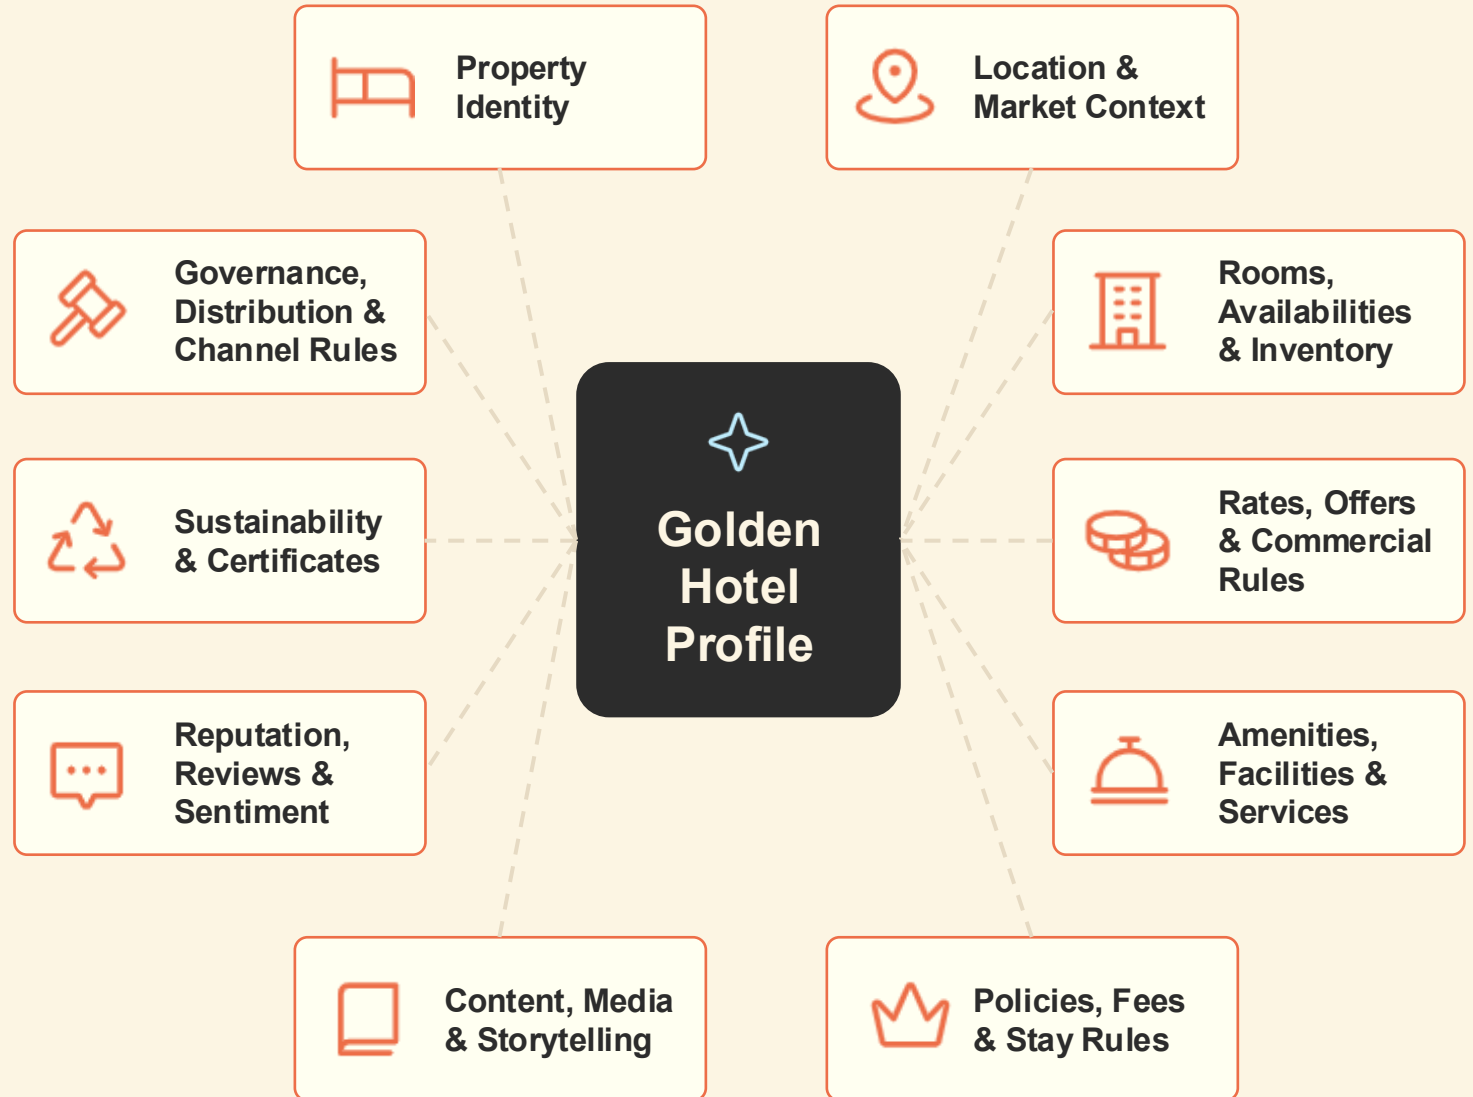 Property
Identity
Location &
Market Context
Governance,
Distribution &
Channel Rules
Rooms,
Availabilities
& Inventory
Sustainability
& Certificates
Golden
Hotel
Profile
Rates, Offers
& Commercial
Rules
Reputation,
Reviews &
Sentiment
Amenities,
Facilities &
Services
Content, Media
& Storytelling
Policies, Fees
& Stay Rules